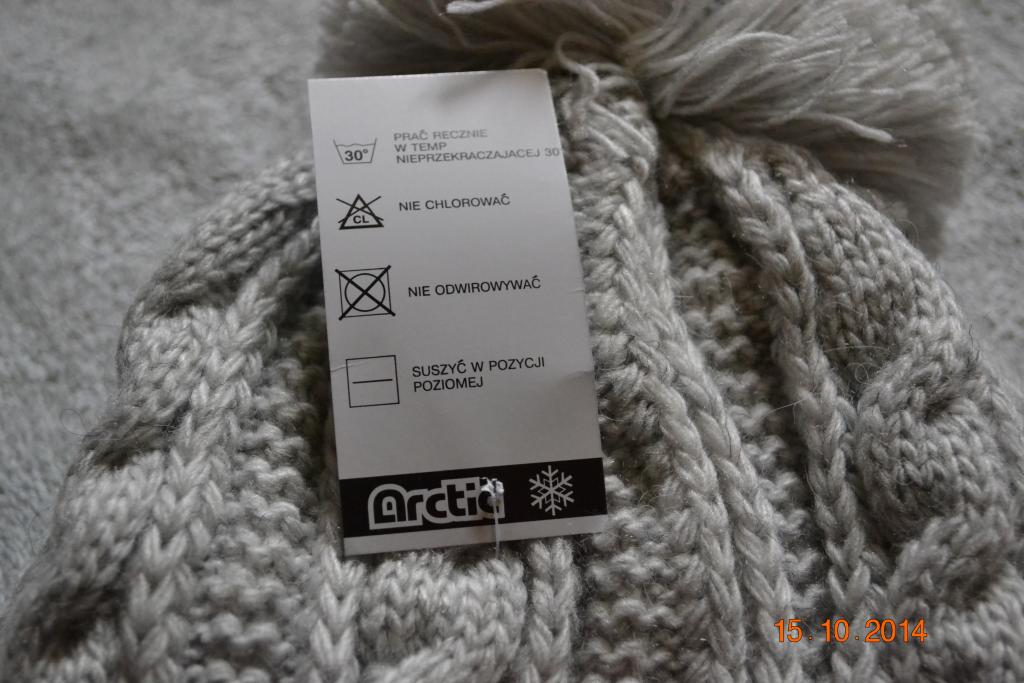 30°
PRAĆ RECZNIE
W TEMP
NIEPRZEKRACZAJACEJ 30
CL
NIE CHLOROWAĆ
NIE ODWIROWYWAĆ
SUSZYĆ W POZYCJI
POZIOMEJ
Arctic
15.10.2014